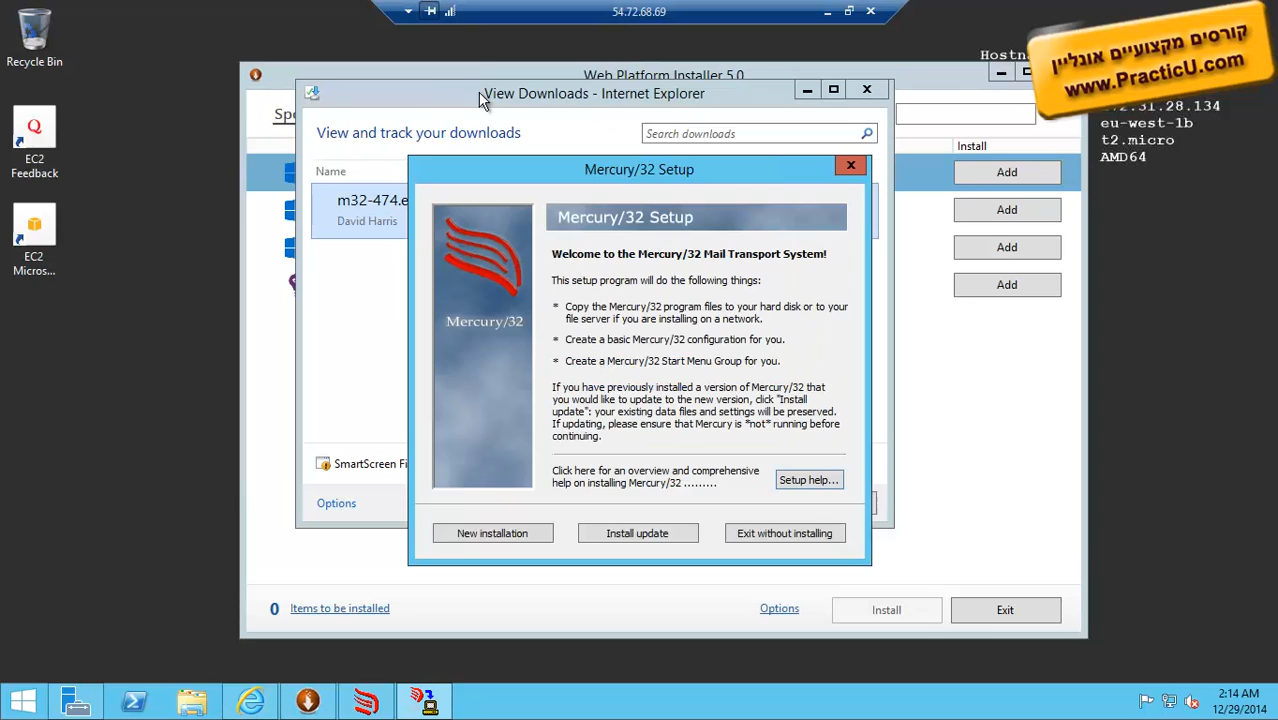 54.72.68.69
Recycle Bin
EC2
Feedback
EC2
Micros...
Hostn
קורסים מקצועיים אונליין
www.PracticU.com
2.31.28.134
eu-west-1b
t2.micro
AMD64
Web Platform Installer 5.0
Install
Add
Add
Add
Add
View Downloads - Internet Explorer
View and track your downloads
Search downloads
Name
m32-474.e
David Harris
SmartScreen Fi
Options
Mercury/32 Setup
Mercury/32 Setup
Mercury/32
Welcome to the Mercury/32 Mail Transport System!
This setup program will do the following things:
* Copy the Mercury/32 program files to your hard disk or to your
file server if you are installing on a network.
* Create a basic Mercury/32 configuration for you.
* Create a Mercury/32 Start Menu Group for you.
If you have previously installed a version of Mercury/32 that
you would like to update to the new version, click "Install
update": your existing data files and settings will be preserved.
If updating, please ensure that Mercury is *not* running before
continuing.
Click here for an overview and comprehensive
help on installing Mercury/32 .........
Setup help...
New installation
Install update
Exit without installing
0 Items to be installed
Options
Install
Exit
2:14 AM
12/29/2014